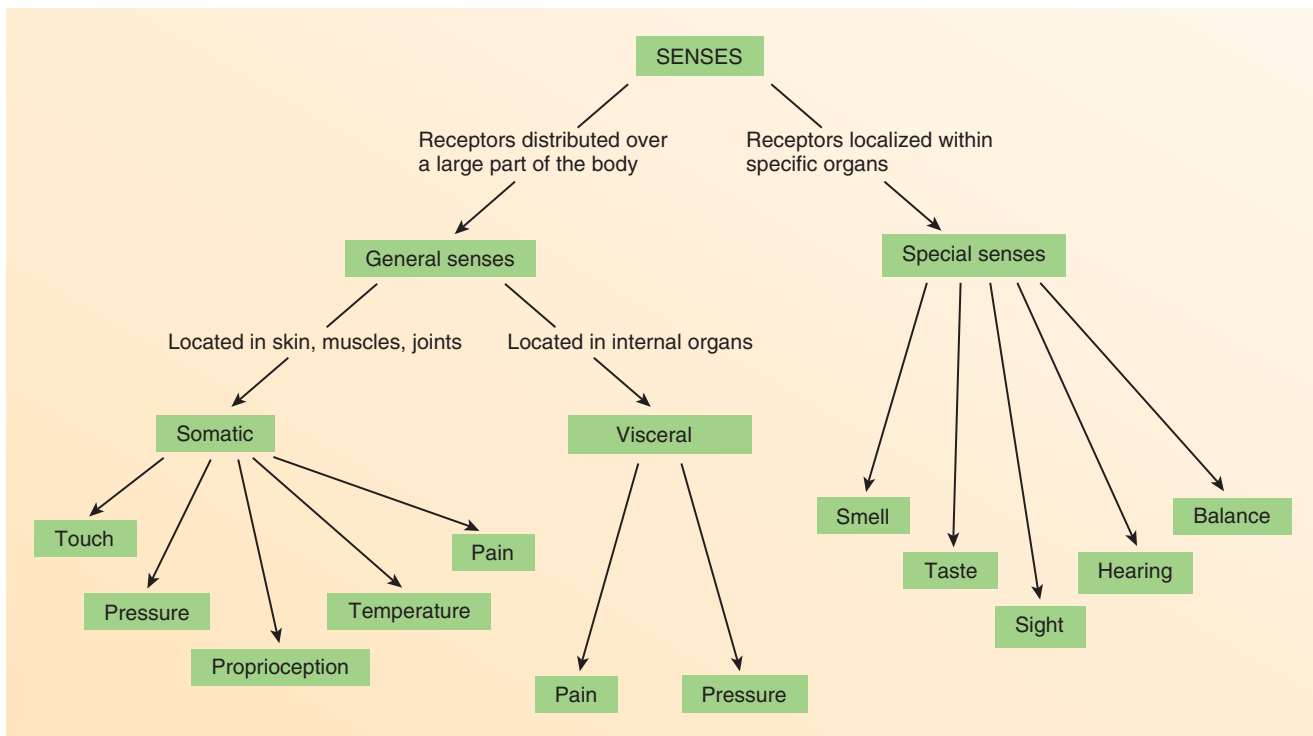 SENSES
Receptors distributed over
a large part of the body
Receptors localized within
specific organs
General senses
Special senses
Located in skin, muscles, joints
Located in internal organs
Somatic
Visceral
Touch
Pressure
Proprioception
Temperature
Pain
Pain
Pressure
Smell
Taste
Sight
Hearing
Balance